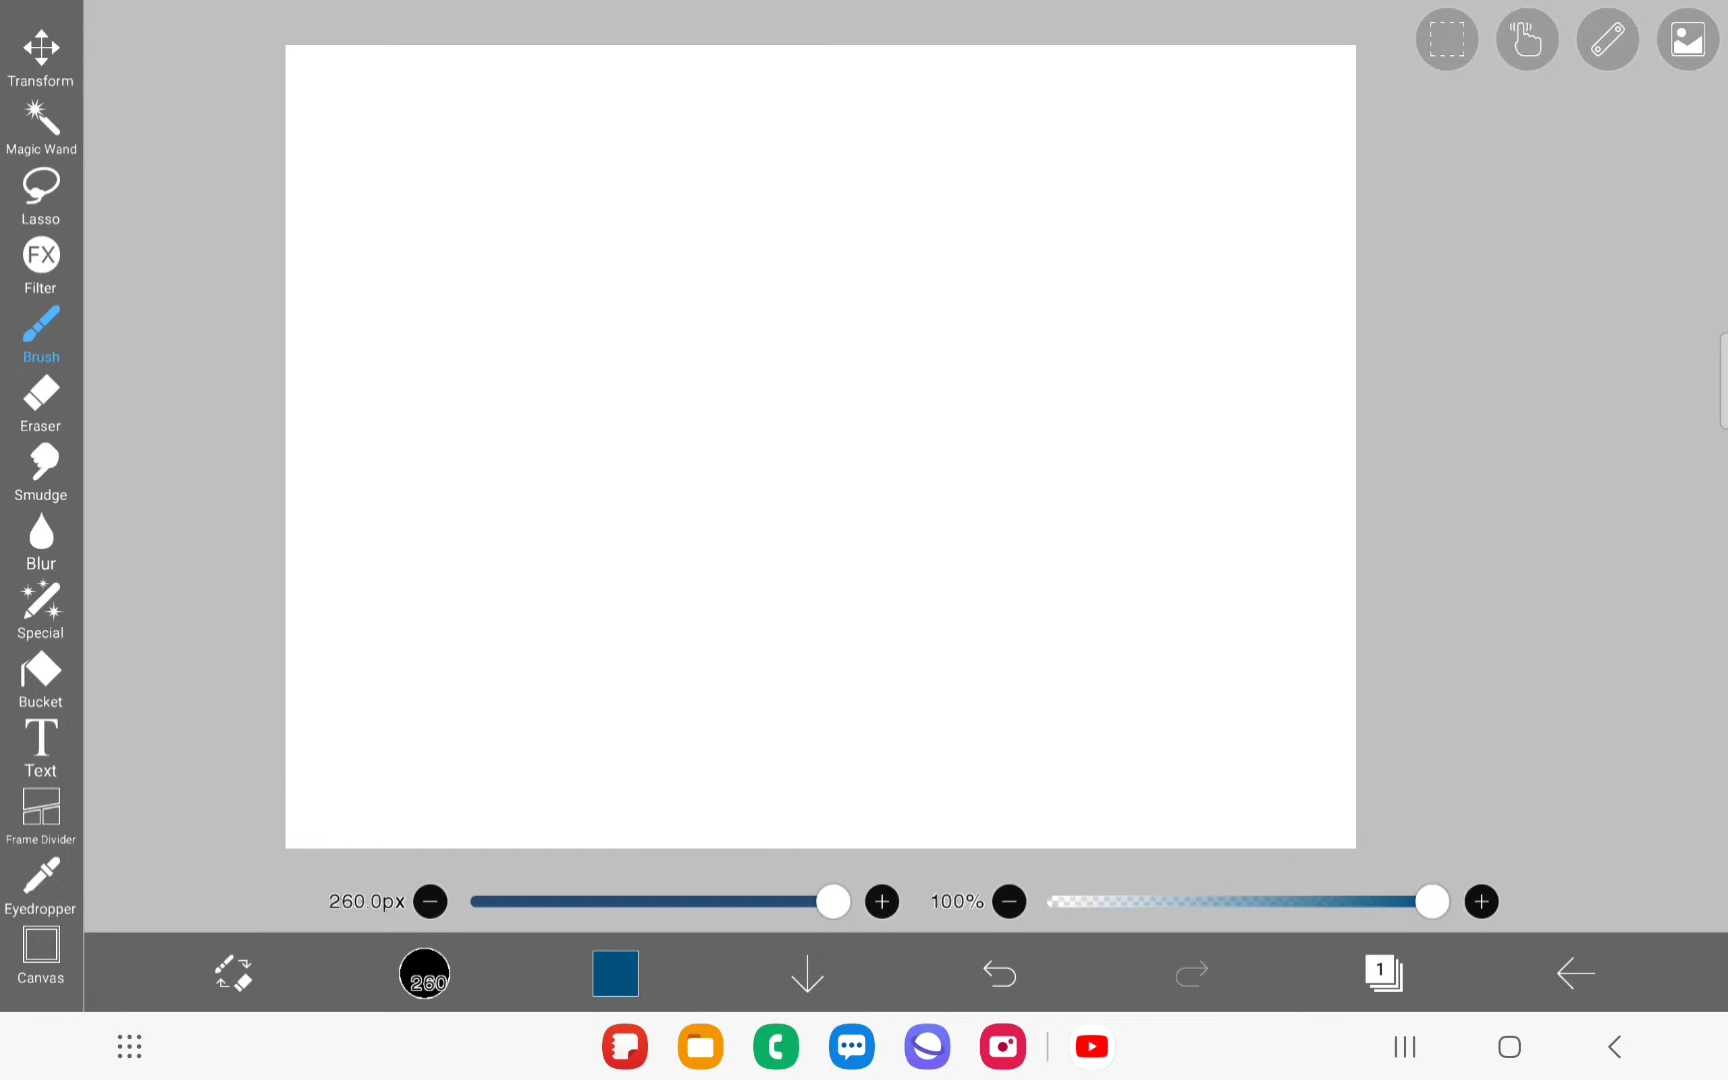 Transform
Magic Wand
Lasso
FX
Filter
Brush
Eraser
Smudge
Blur
Special
Bucket
T
Text
Frame Divider
Eyedropper
Canvas
260.0px
100%
260
1